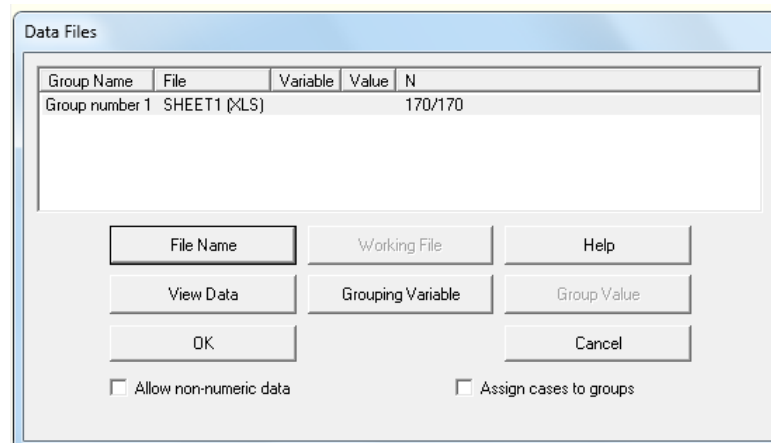 Data Files
Group Name File Variable Value N
Group number 1 SHEET1 (XLS) 170/170
File Name Working File Help
View Data Grouping Variable Group Value
OK Cancel
Allow non-numeric data Assign cases to groups